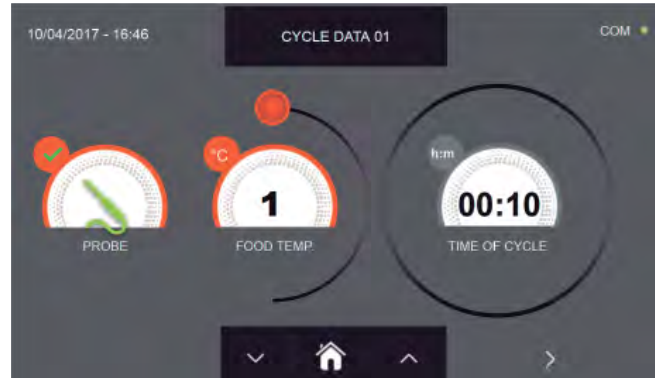 10/04/2017 - 16:46
CYCLE DATA 01
COM
°C
h:m
1
00:10
PROBE
FOOD TEMP.
TIME OF CYCLE